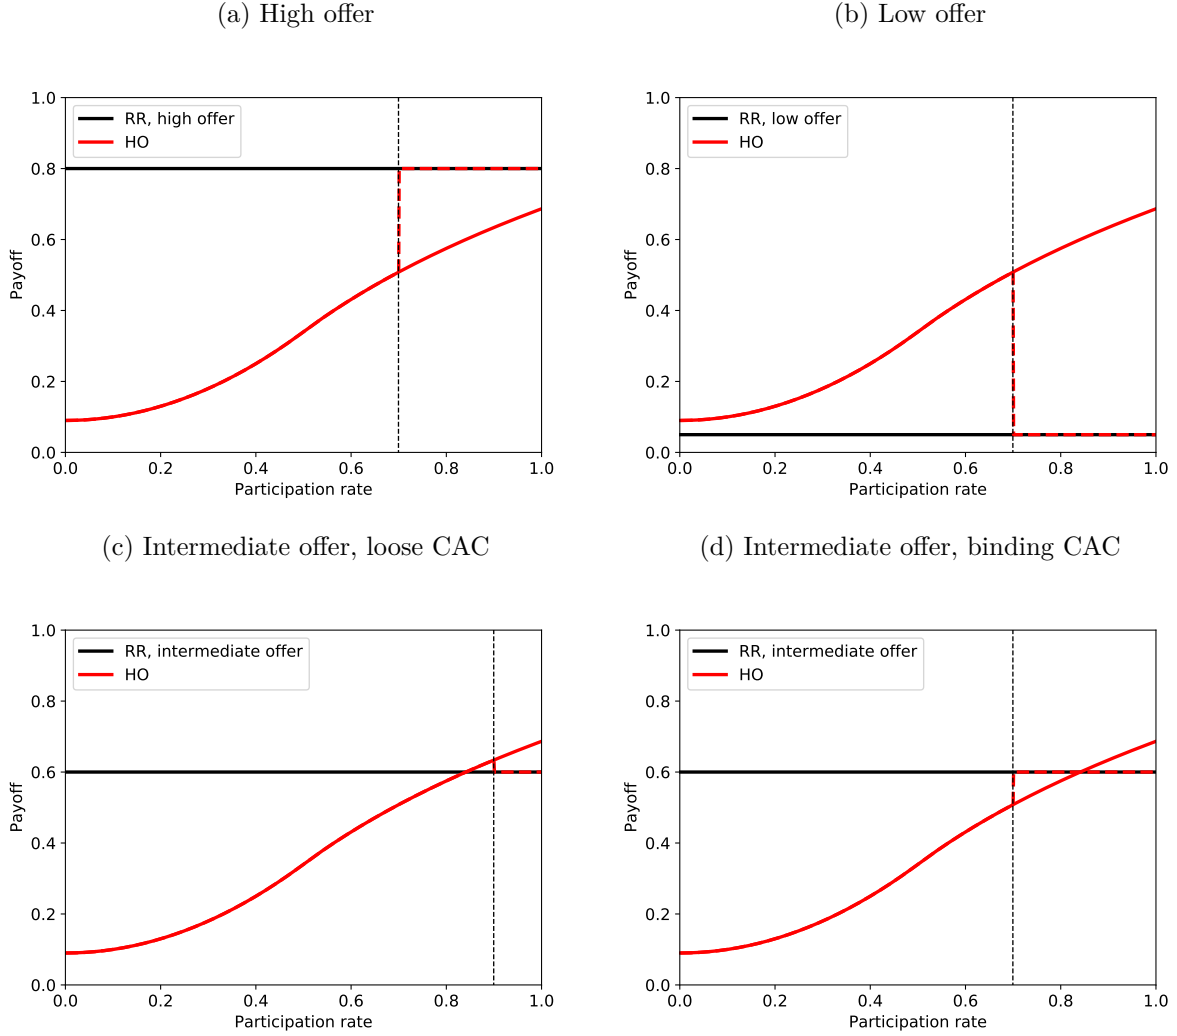 (a) High offer
1.0
0.8
0.6
0.4
0.2
0.0
Payoff
RR, high offer
HO
0.0 0.2 0.4 0.6 0.8 1.0
Participation rate
(b) Low offer
1.0
0.8
0.6
0.4
0.2
0.0
Payoff
RR, low offer
HO
0.0 0.2 0.4 0.6 0.8 1.0
Participation rate
(c) Intermediate offer, loose CAC
1.0
0.8
0.6
0.4
0.2
0.0
Payoff
RR, intermediate offer
HO
0.0 0.2 0.4 0.6 0.8 1.0
Participation rate
(d) Intermediate offer, binding CAC
1.0
0.8
0.6
0.4
0.2
0.0
Payoff
RR, intermediate offer
HO
0.0 0.2 0.4 0.6 0.8 1.0
Participation rate